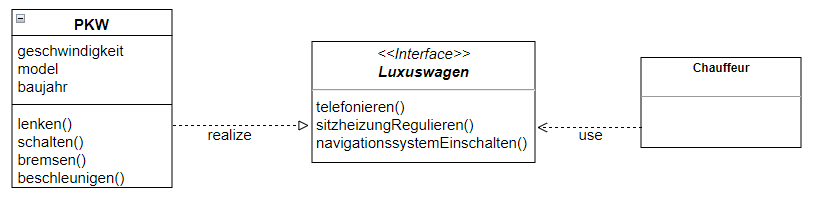 PKW
geschwindigkeit
model
baujahr
lenken()
schalten()
bremsen()
beschleunigen()
realize
<<Interface>>
Luxuswagen
telefonieren()
sitzheizungRegulieren()
navigationssystemEinschalten()
use
Chauffeur